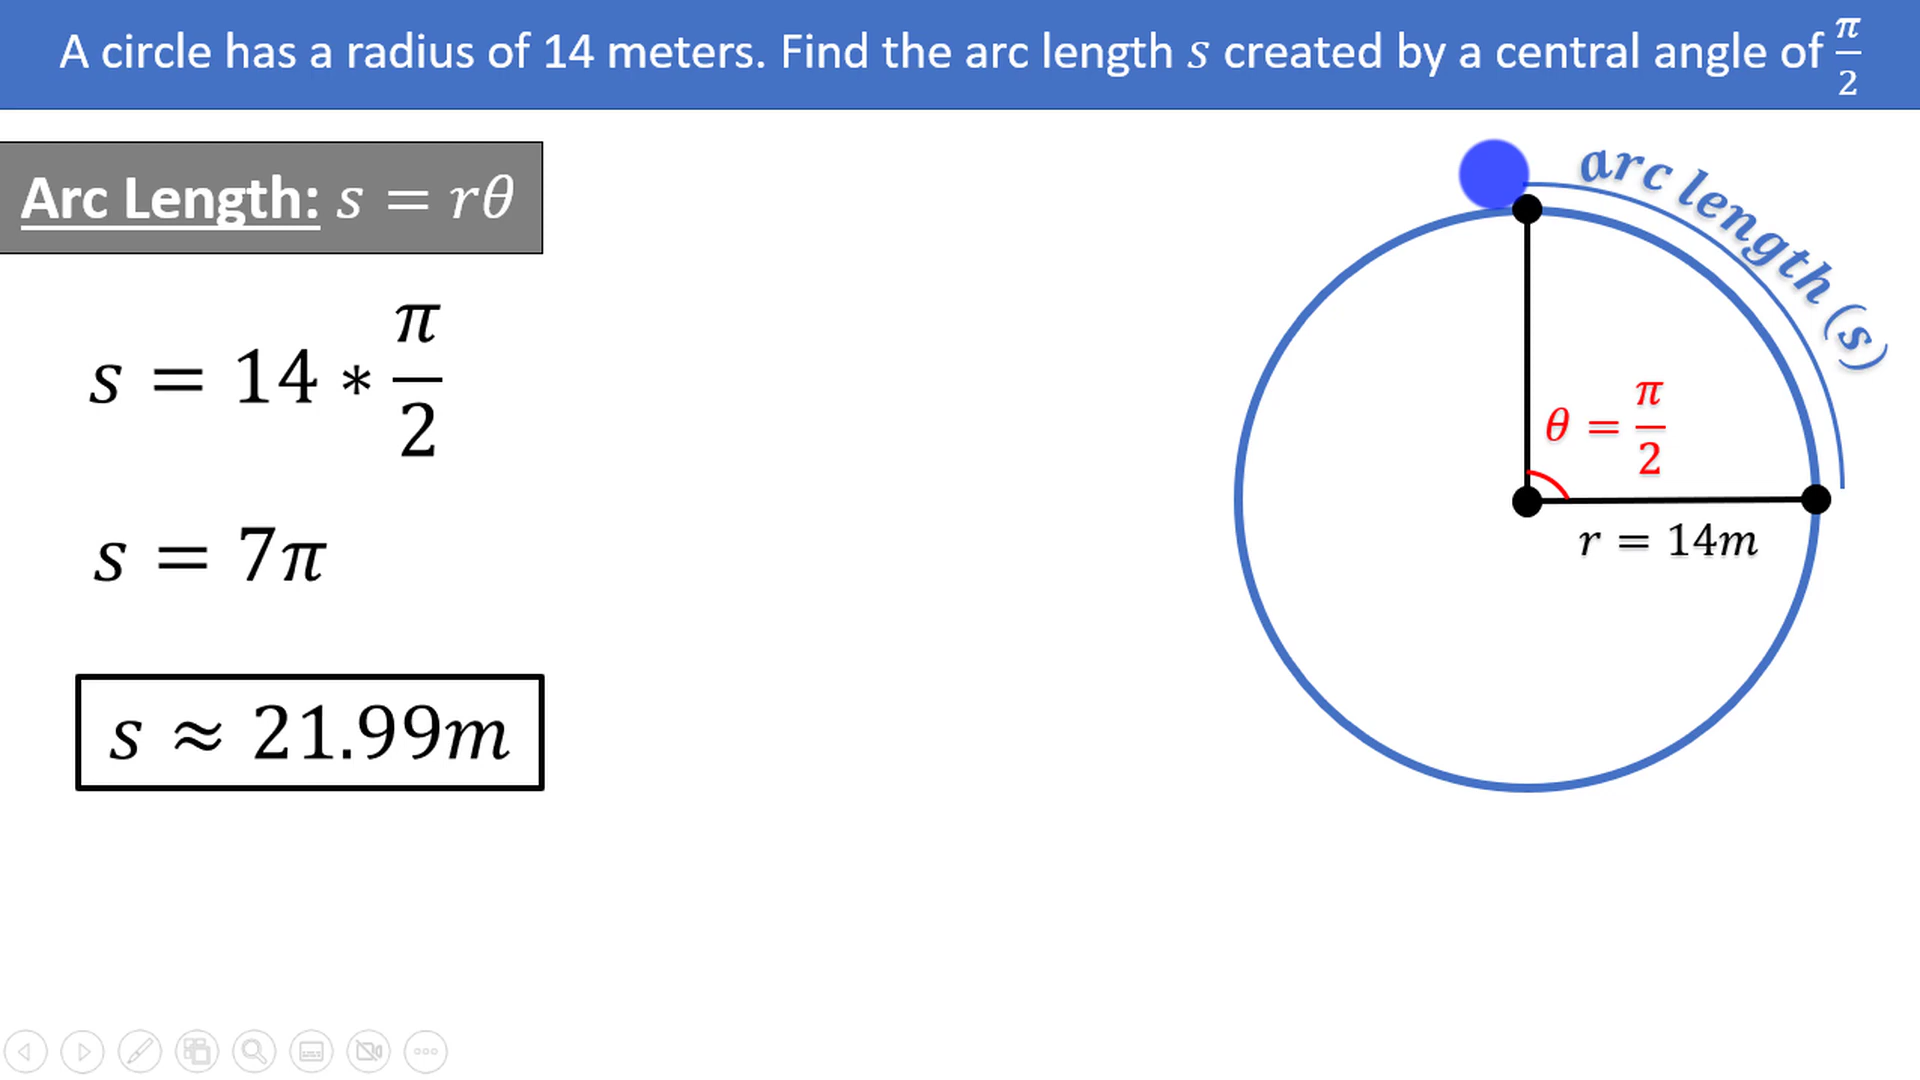 A circle has a radius of 14 meters. Find the arc length s created by a central angle of π/2
Arc Length: s = rθ
s = 14 * π/2
s = 7π
s ≈ 21.99m
arc length (s)
θ = π/2
r = 14m